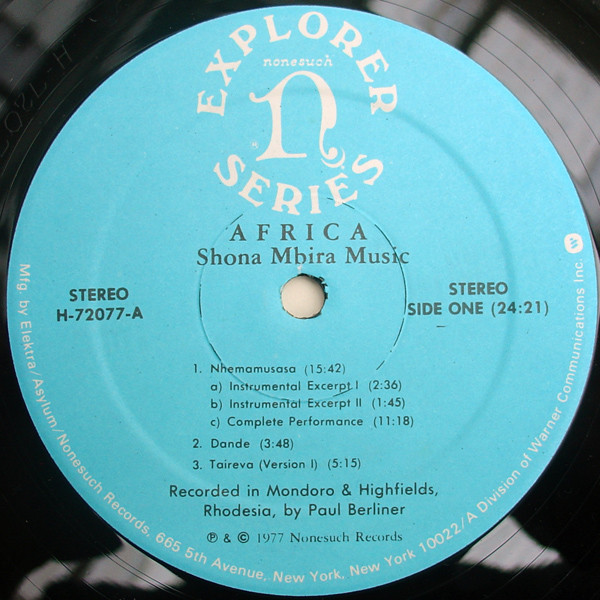 EXPLORER
nonesuch
n
SERIES
AFRICA
Shona Mbira Music
STEREO
H-72077-A
STEREO
SIDE ONE (24:21)
1. Nhemamusasa (15:42)
a) Instrumental Excerpt I (2:36)
b) Instrumental Excerpt II (1:45)
c) Complete Performance (11:18)
2. Dande (3:48)
3. Taireva (Version I) (5:15)
Recorded in Mondoro & Highfields,
Rhodesia, by Paul Berliner
℗ & © 1977 Nonesuch Records
Mfg. by Elektra/Asylum/Nonesuch Records, 665 5th Avenue, New York, New York 10022/A Division of Warner Communications Inc.